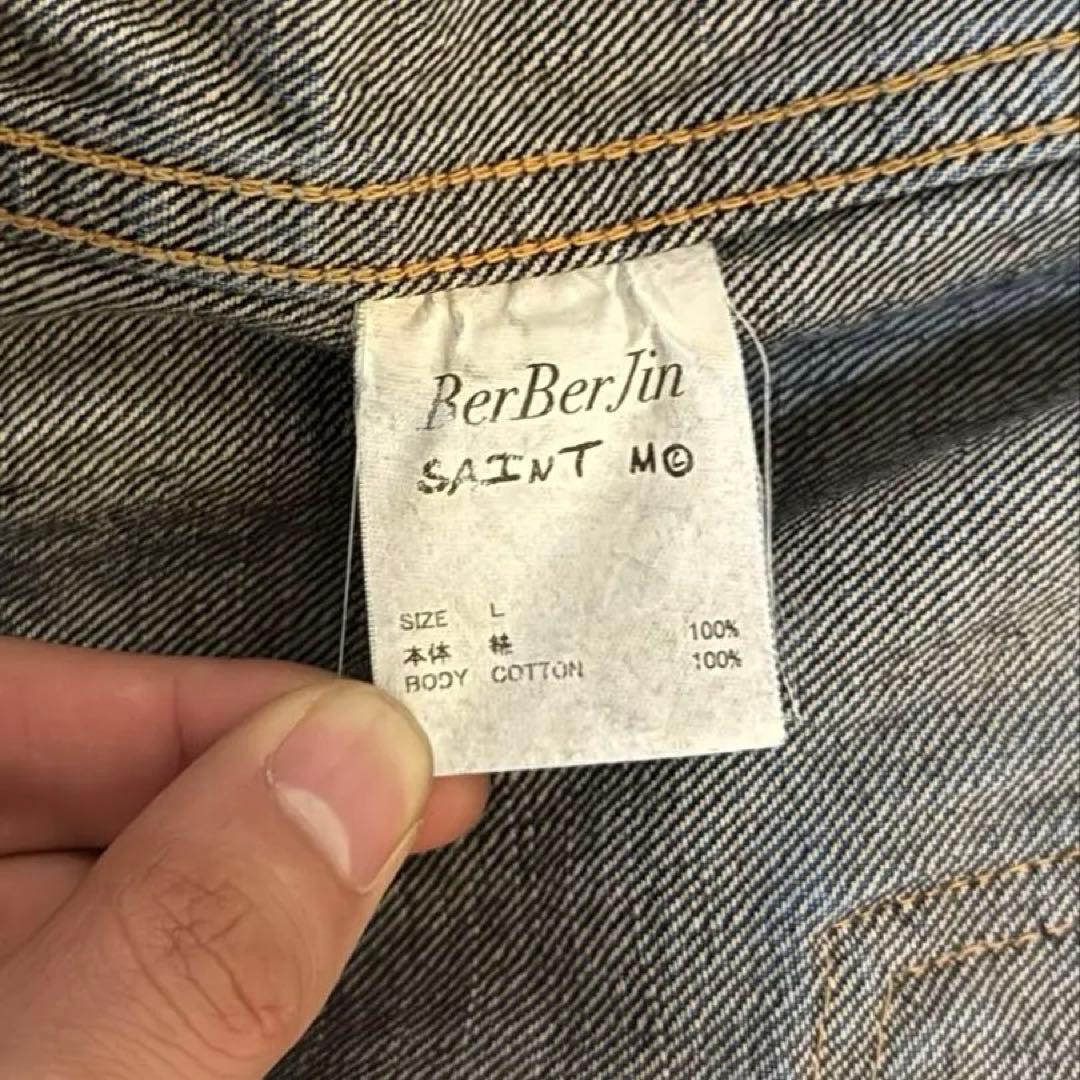 BerBerJin
SAINT M©
SIZE L
本体 綿 100%
BODY COTTON 100%